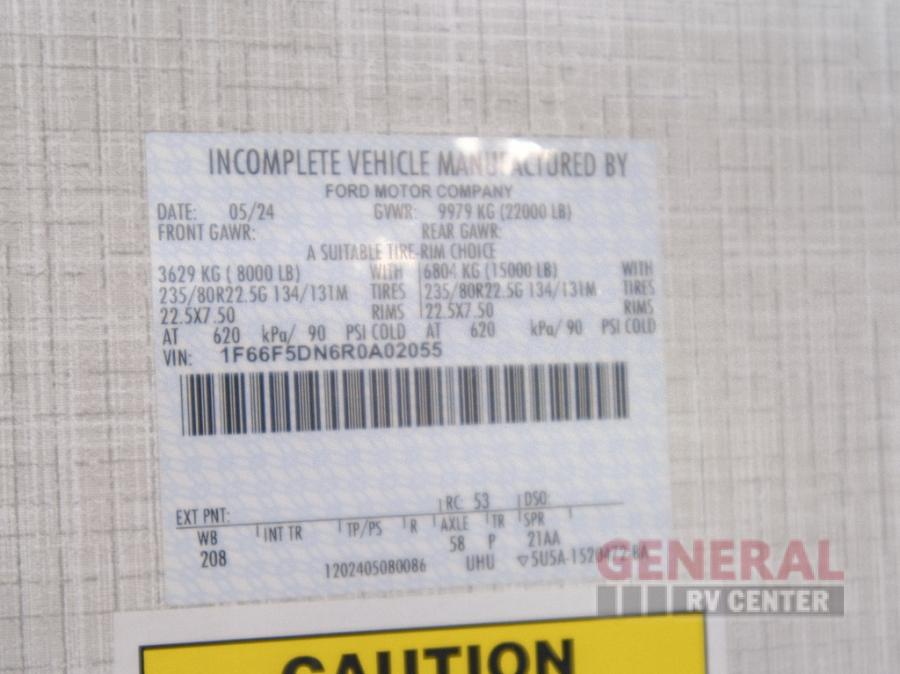 INCOMPLETE VEHICLE MANUFACTURED BY
FORD MOTOR COMPANY
DATE: 05/24 GVWR: 9979 KG (22000 LB)
FRONT GAWR: REAR GAWR:
A SUITABLE TIRE-RIM CHOICE
3629 KG ( 8000 LB) WITH 6804 KG (15000 LB) WITH
235/80R22.5G 134/131M TIRES 235/80R22.5G 134/131M TIRES
22.5X7.50 RIMS 22.5X7.50 RIMS
AT 620 kPa/ 90 PSI COLD AT 620 kPa/ 90 PSI COLD
VIN: 1F66F5DN6R0A02055
EXT PNT: RC: 53 DSO:
WB INT TR TP/PS R AXLE TR SPR
208 58 P 21AA
1202405080086 UHU
GENERAL
RV CENTER
CAUTION